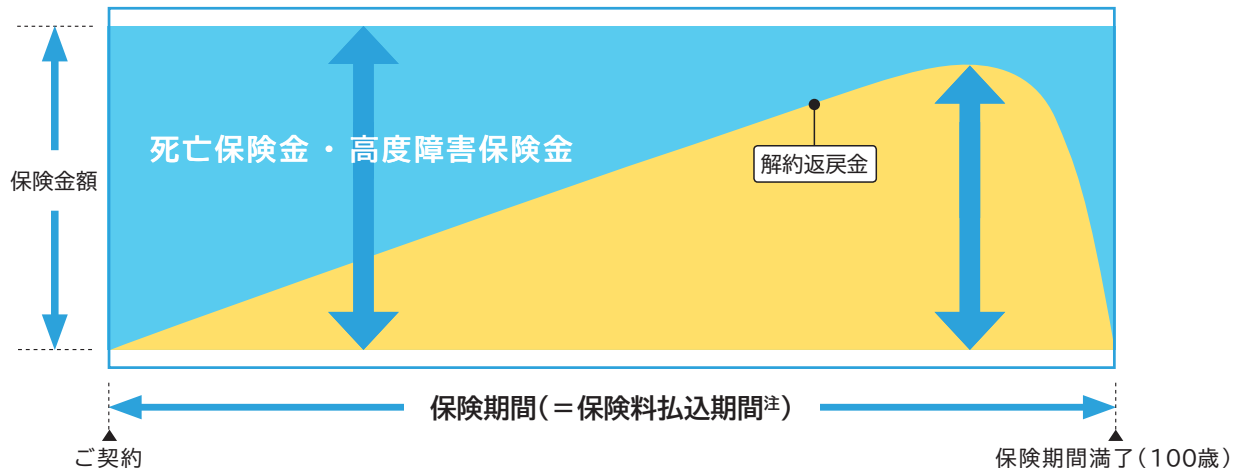 死亡保険金・高度障害保険金
保険金額
解約返戻金
保険期間(=保険料払込期間注)
ご契約
保険期間満了(100歳)